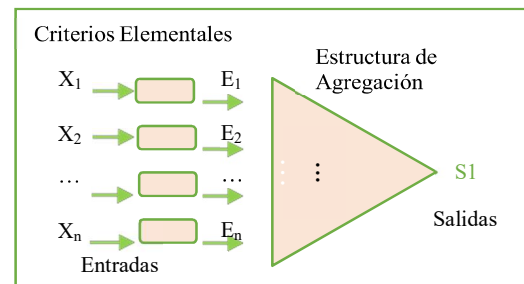 Criterios Elementales
Estructura de
Agregación
X1 E1
X2 E2
... ...
Xn En
...
S1
Salidas
Entradas